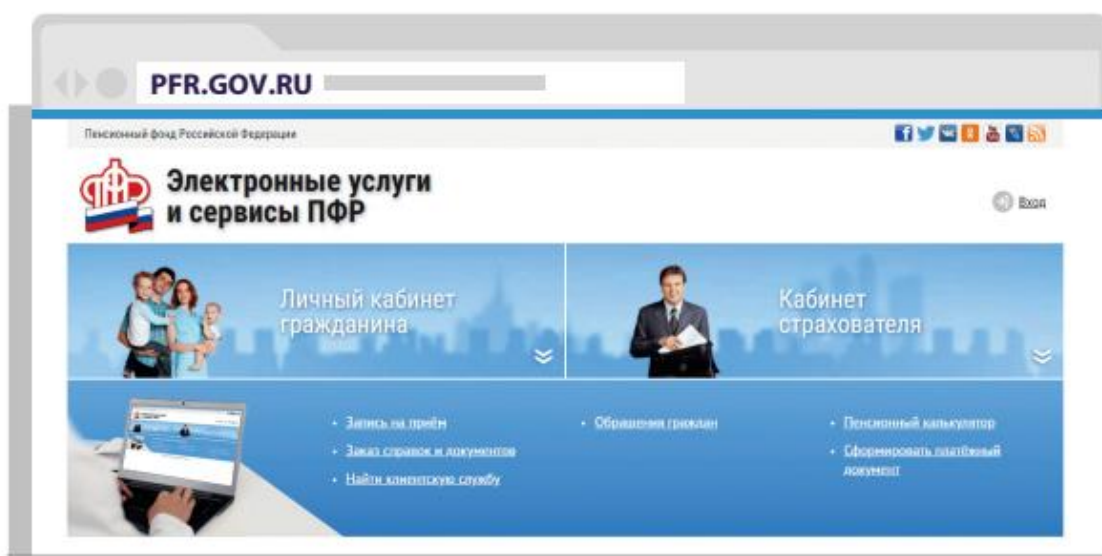 PFR.GOV.RU
Пенсионный фонд Российской Федерации
Электронные услуги
и сервисы ПФР
Вход
Личный кабинет
гражданина
Кабинет
страхователя
Запись на приём
Заказ справок и документов
Найти клиентскую службу
Обращения граждан
Пенсионный калькулятор
Сформировать платёжный
документ